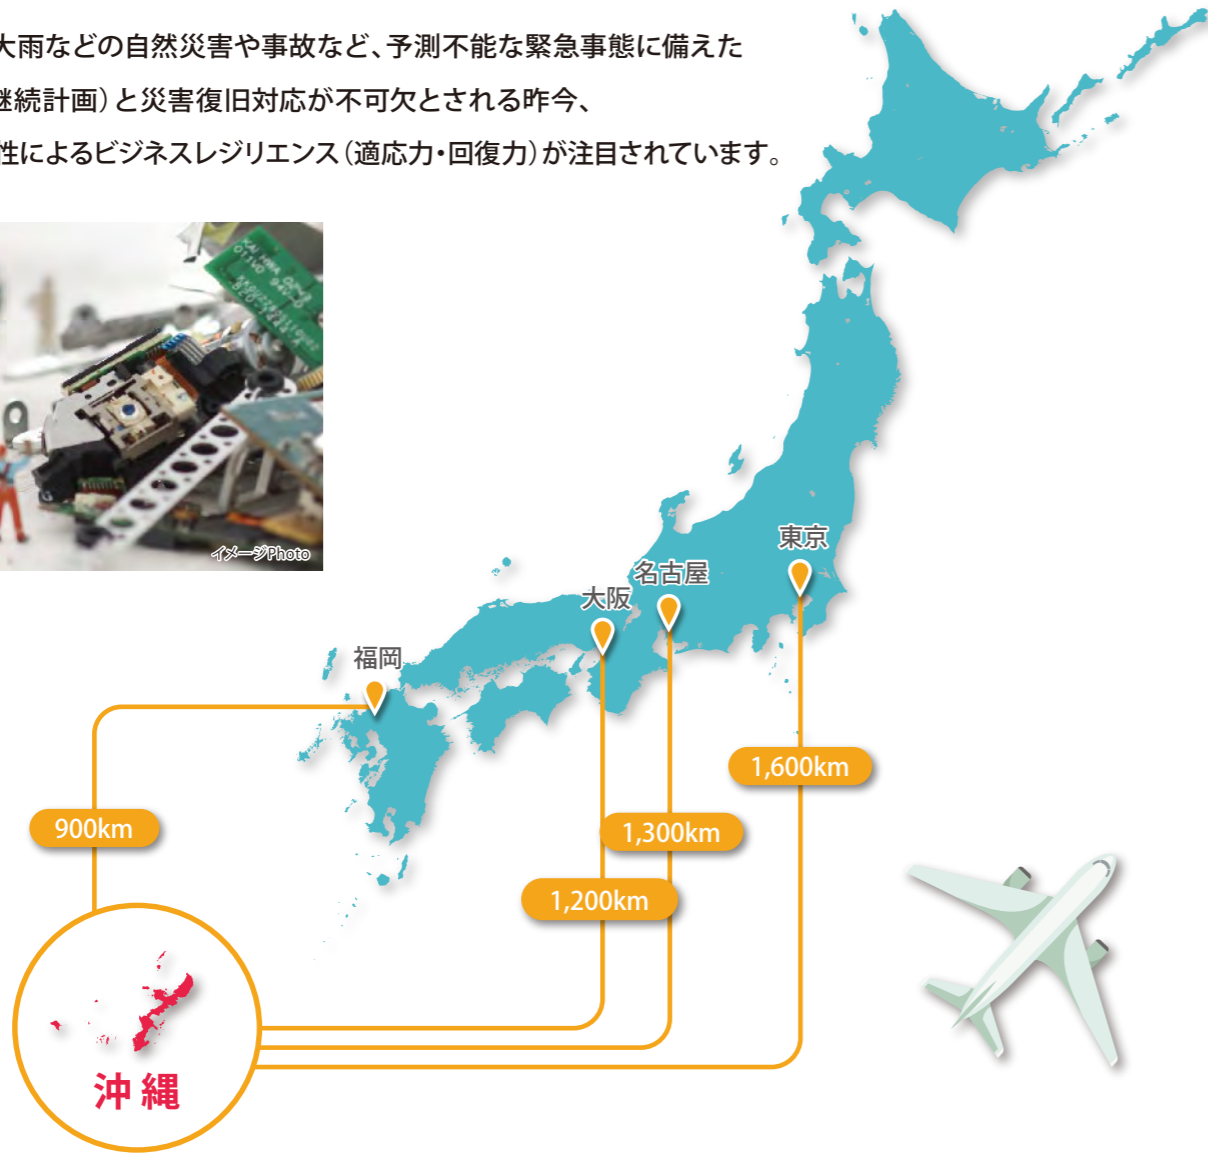 大雨などの自然災害や事故など、予測不能な緊急事態に備えた
継続計画）と災害復旧対応が不可欠とされる昨今、
性によるビジネスレジリエンス（適応力・回復力）が注目されています。
KAI HWA
94V-0
イメージPhoto
東京
名古屋
大阪
福岡
1,600km
900km
1,300km
1,200km
沖縄